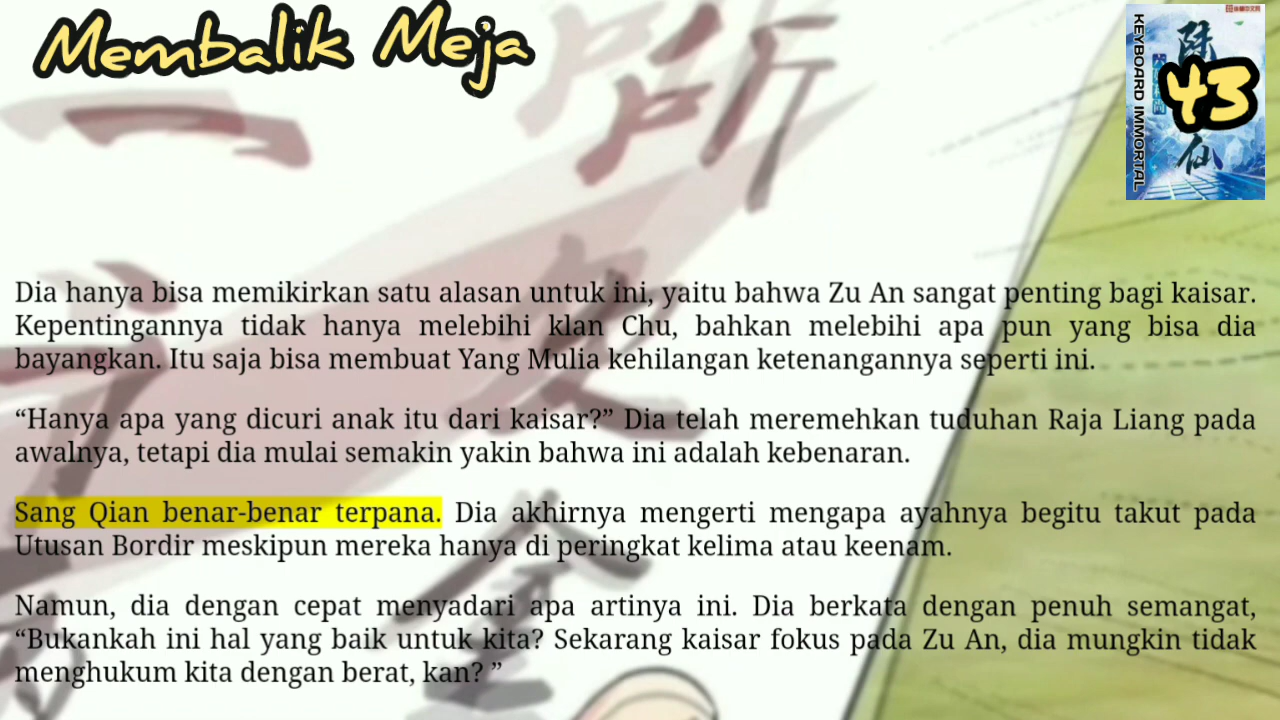 Membalik Meja
43
陆
仙
KEYBOARD IMMORTAL
Dia hanya bisa memikirkan satu alasan untuk ini, yaitu bahwa Zu An sangat penting bagi kaisar.
Kepentingannya tidak hanya melebihi klan Chu, bahkan melebihi apa pun yang bisa dia
bayangkan. Itu saja bisa membuat Yang Mulia kehilangan ketenangannya seperti ini.
“Hanya apa yang dicuri anak itu dari kaisar?” Dia telah meremehkan tuduhan Raja Liang pada
awalnya, tetapi dia mulai semakin yakin bahwa ini adalah kebenaran.
Sang Qian benar-benar terpana. Dia akhirnya mengerti mengapa ayahnya begitu takut pada
Utusan Bordir meskipun mereka hanya di peringkat kelima atau keenam.
Namun, dia dengan cepat menyadari apa artinya ini. Dia berkata dengan penuh semangat,
“Bukankah ini hal yang baik untuk kita? Sekarang kaisar fokus pada Zu An, dia mungkin tidak
menghukum kita dengan berat, kan? ”